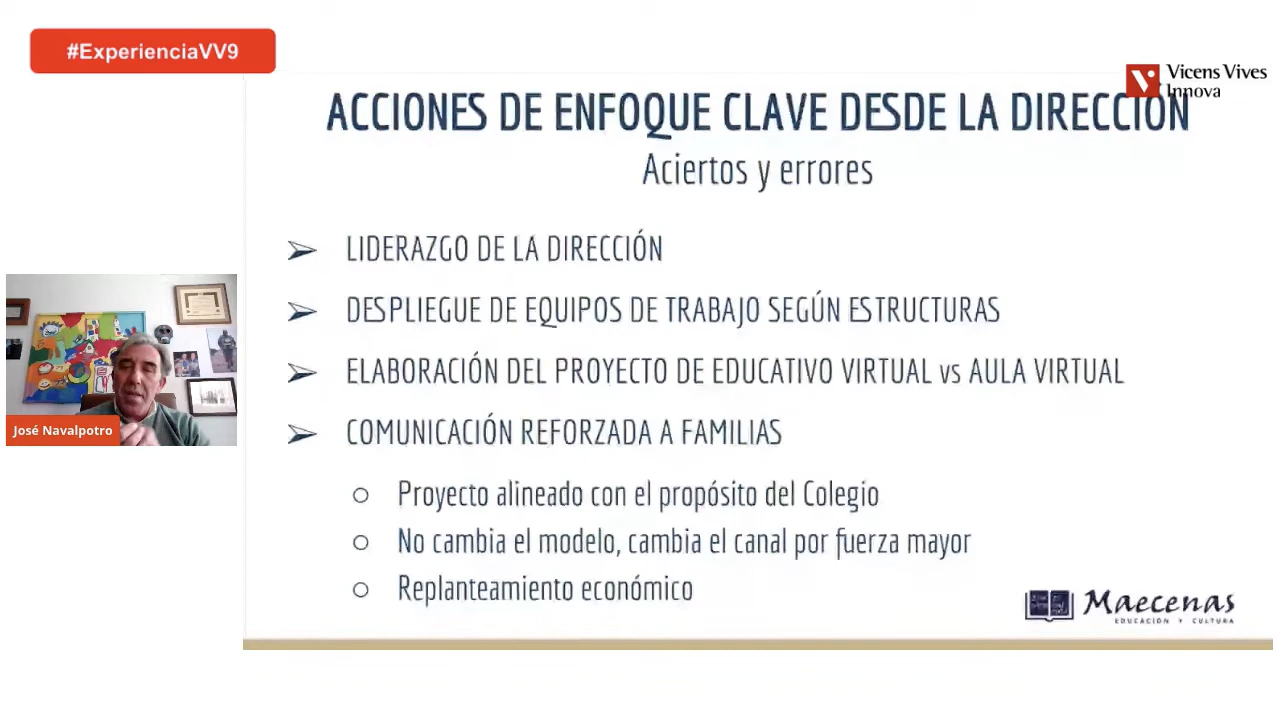 #ExperienciaVV9
Vicens Vives
Innova
ACCIONES DE ENFOQUE CLAVE DESDE LA DIRECCIÓN
Aciertos y errores
➢ LIDERAZGO DE LA DIRECCIÓN
➢ DESPLIEGUE DE EQUIPOS DE TRABAJO SEGÚN ESTRUCTURAS
➢ ELABORACIÓN DEL PROYECTO DE EDUCATIVO VIRTUAL vs AULA VIRTUAL
➢ COMUNICACIÓN REFORZADA A FAMILIAS
○ Proyecto alineado con el propósito del Colegio
○ No cambia el modelo, cambia el canal por fuerza mayor
○ Replanteamiento económico
José Navalpotro
Maecenas
EDUCACIÓN Y CULTURA